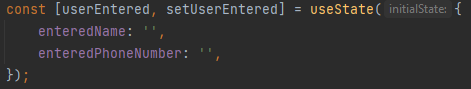 const [userEntered, setUserEntered] = useState( initialState: {
    enteredName: '',
    enteredPhoneNumber: '',
});